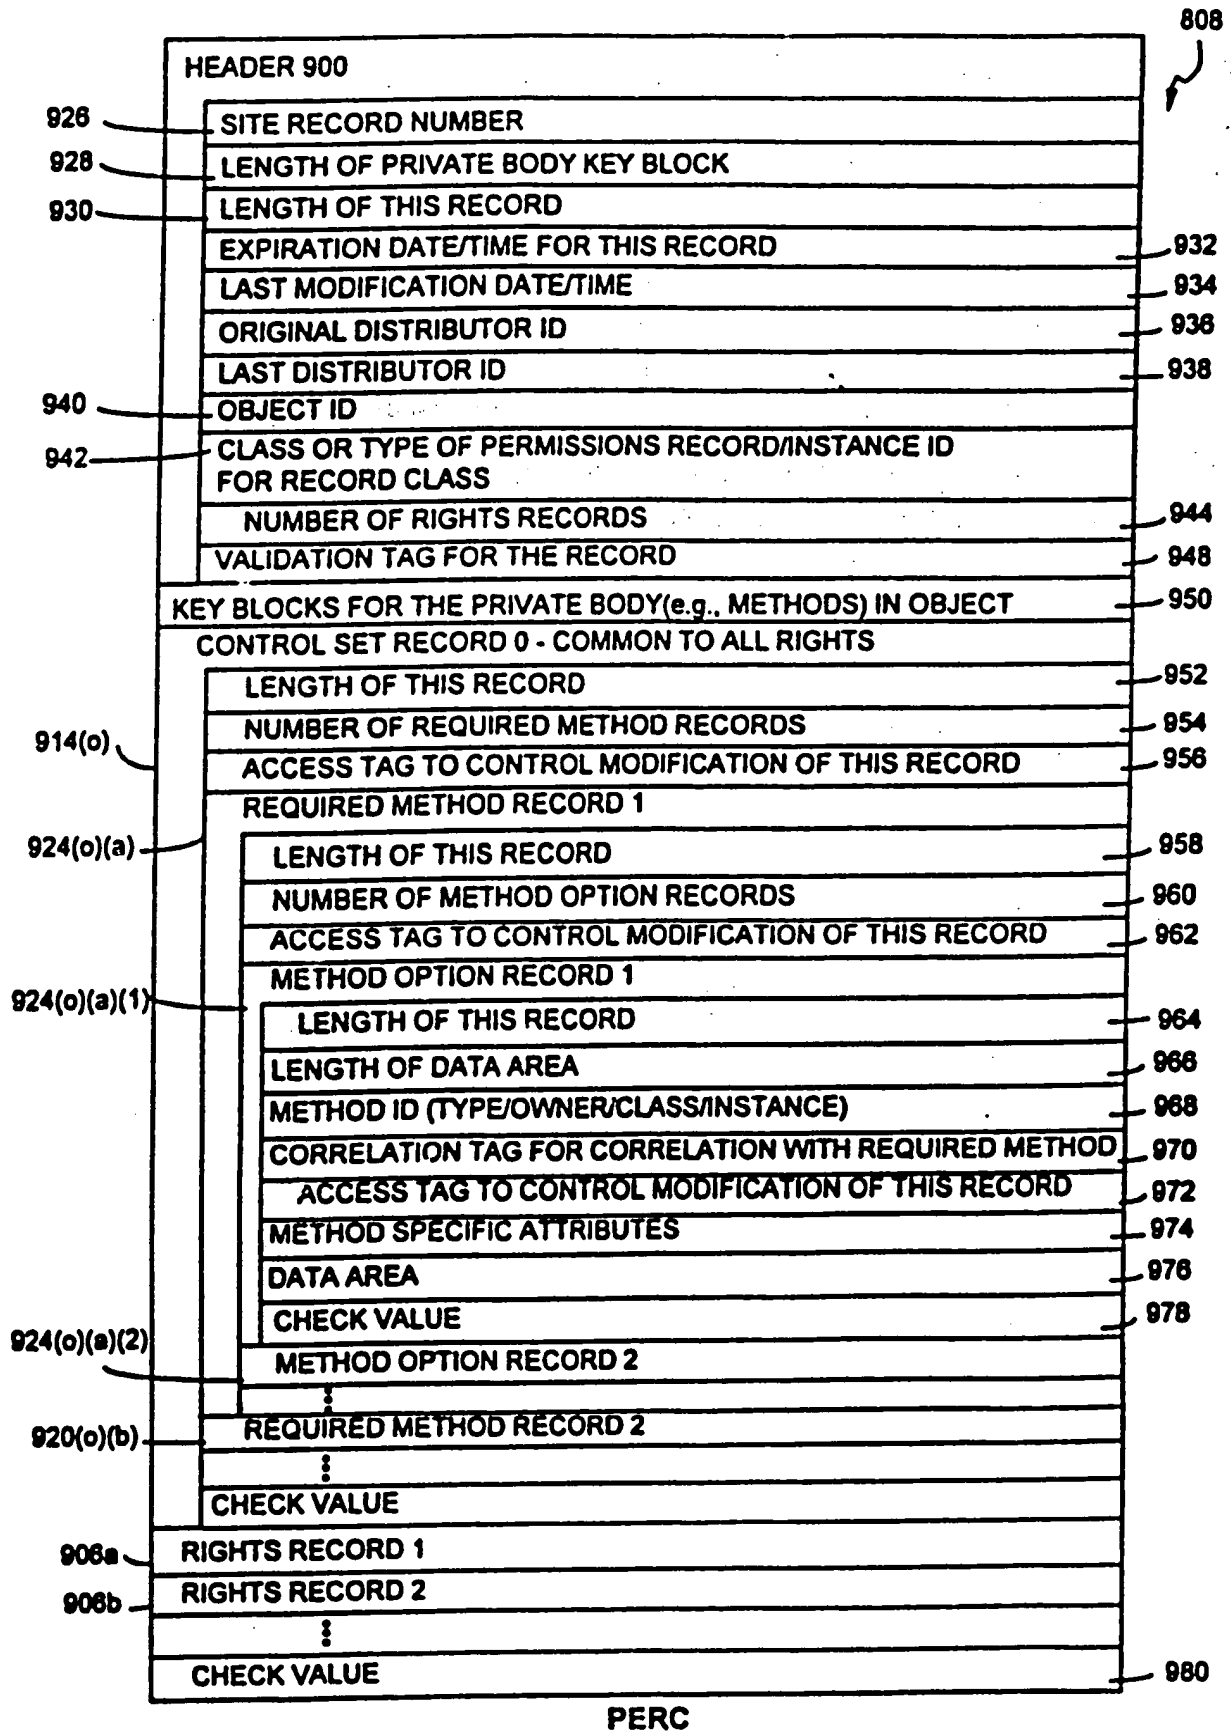 808
HEADER 900
926 SITE RECORD NUMBER
928 LENGTH OF PRIVATE BODY KEY BLOCK
930 LENGTH OF THIS RECORD
EXPIRATION DATE/TIME FOR THIS RECORD 932
LAST MODIFICATION DATE/TIME 934
ORIGINAL DISTRIBUTOR ID 936
LAST DISTRIBUTOR ID 938
940 OBJECT ID
942 CLASS OR TYPE OF PERMISSIONS RECORD/INSTANCE ID
FOR RECORD CLASS
NUMBER OF RIGHTS RECORDS 944
VALIDATION TAG FOR THE RECORD 948
KEY BLOCKS FOR THE PRIVATE BODY(e.g., METHODS) IN OBJECT 950
CONTROL SET RECORD 0 - COMMON TO ALL RIGHTS
LENGTH OF THIS RECORD 952
914(o) NUMBER OF REQUIRED METHOD RECORDS 954
ACCESS TAG TO CONTROL MODIFICATION OF THIS RECORD 956
REQUIRED METHOD RECORD 1
924(o)(a) LENGTH OF THIS RECORD 958
NUMBER OF METHOD OPTION RECORDS 960
ACCESS TAG TO CONTROL MODIFICATION OF THIS RECORD 962
METHOD OPTION RECORD 1
924(o)(a)(1) LENGTH OF THIS RECORD 964
LENGTH OF DATA AREA 966
METHOD ID (TYPE/OWNER/CLASS/INSTANCE) 968
CORRELATION TAG FOR CORRELATION WITH REQUIRED METHOD 970
ACCESS TAG TO CONTROL MODIFICATION OF THIS RECORD 972
METHOD SPECIFIC ATTRIBUTES 974
DATA AREA 976
CHECK VALUE 978
924(o)(a)(2) METHOD OPTION RECORD 2
920(o)(b) REQUIRED METHOD RECORD 2
CHECK VALUE
906a RIGHTS RECORD 1
906b RIGHTS RECORD 2
CHECK VALUE 980
PERC